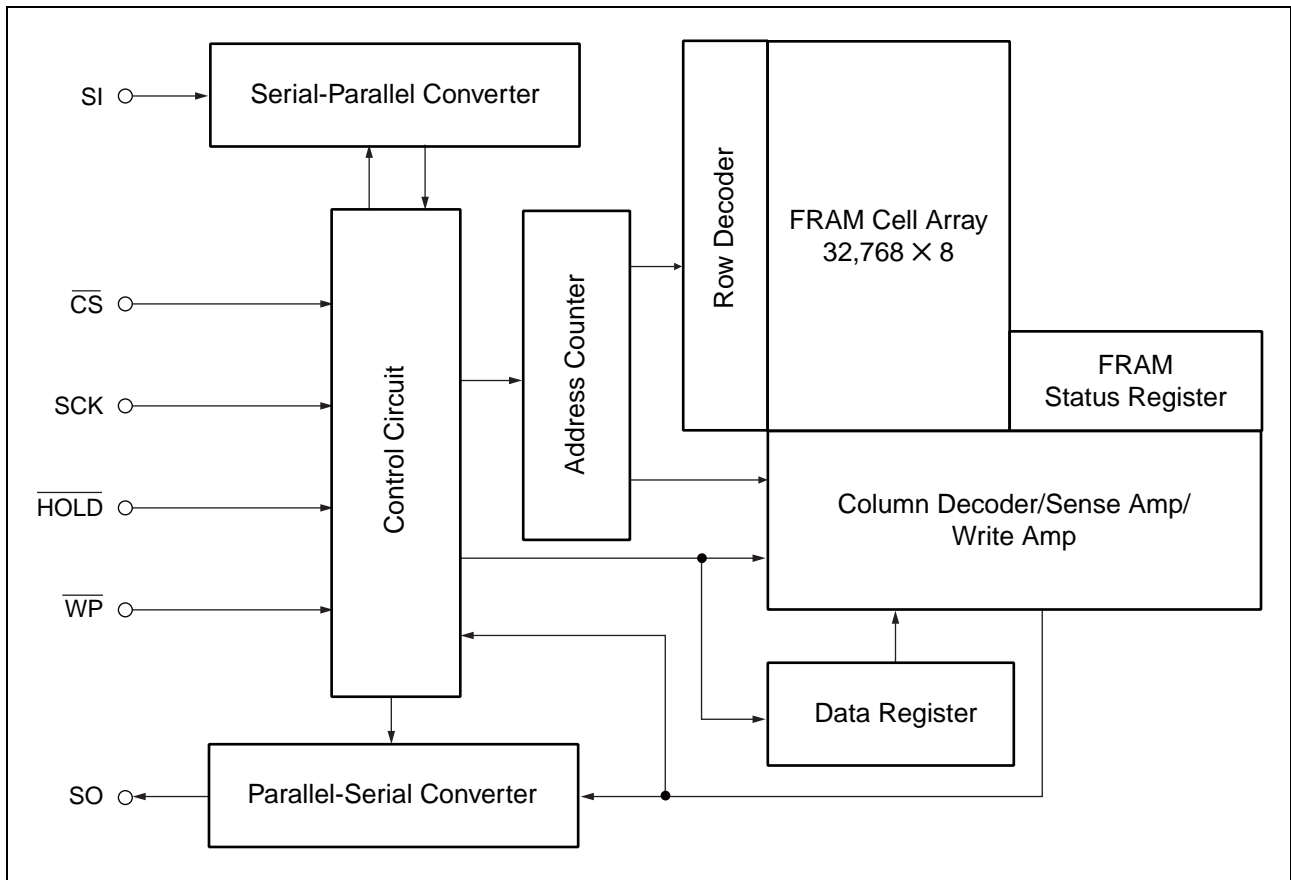 SI
Serial-Parallel Converter
Row Decoder
FRAM Cell Array
32,768 × 8
CS
SCK
HOLD
WP
Control Circuit
Address Counter
FRAM
Status Register
Column Decoder/Sense Amp/
Write Amp
Data Register
SO
Parallel-Serial Converter